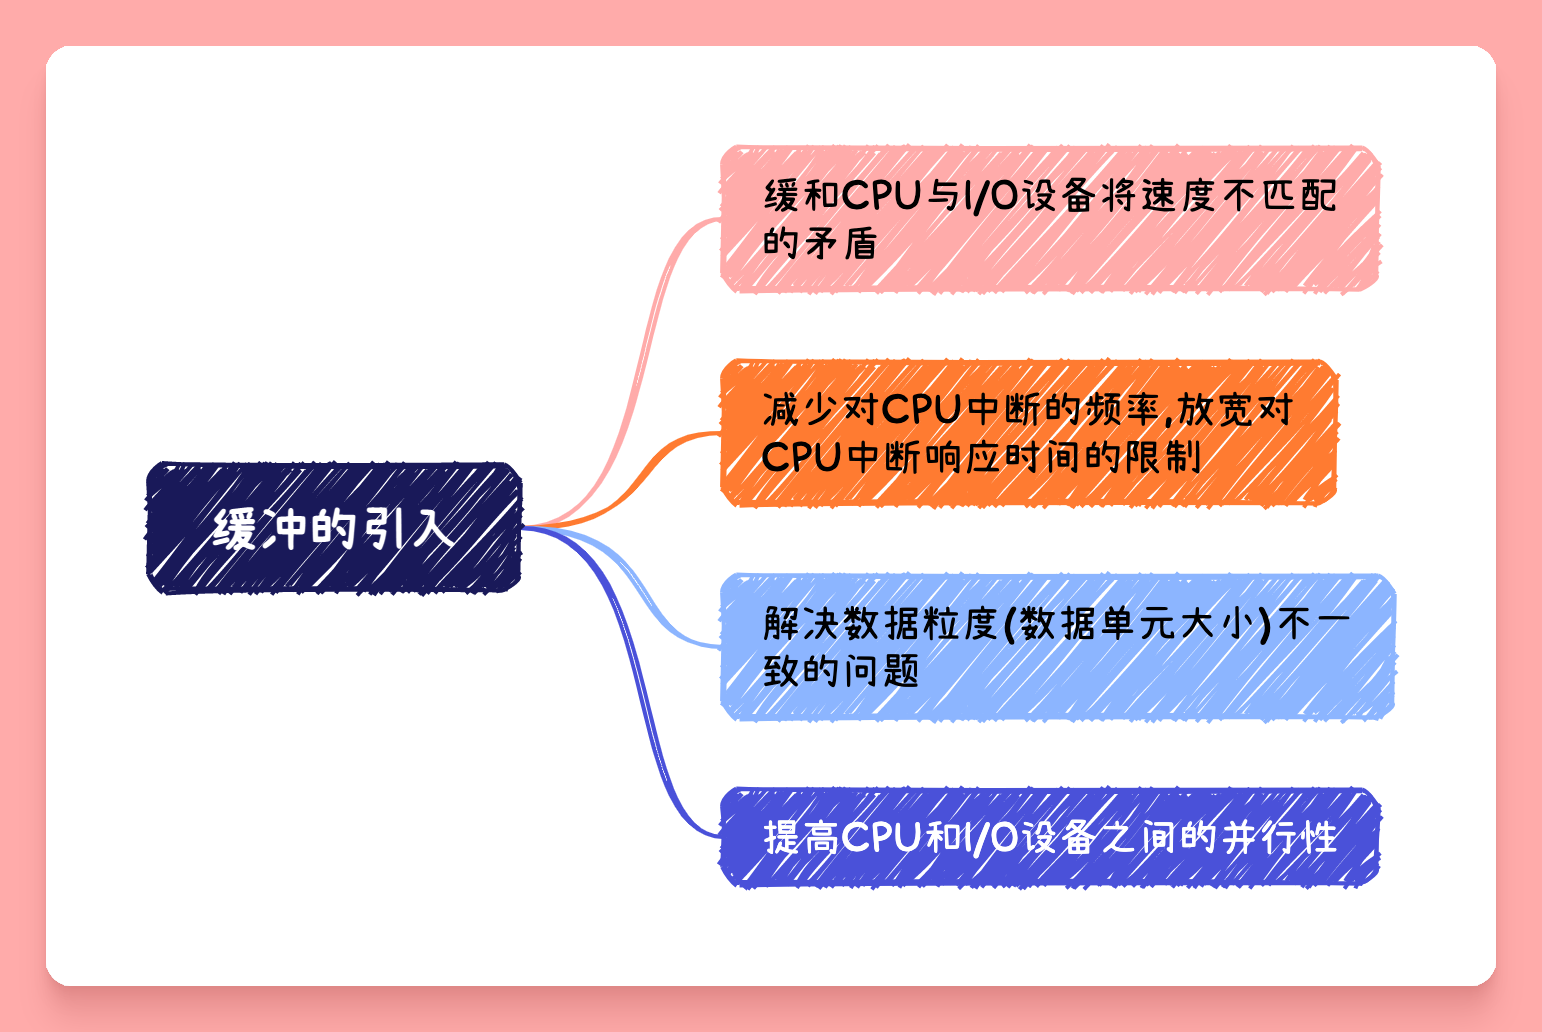 缓冲的引入
缓和CPU与I/O设备将速度不匹配
的矛盾
减少对CPU中断的频率,放宽对
CPU中断响应时间的限制
解决数据粒度(数据单元大小)不一
致的问题
提高CPU和I/O设备之间的并行性